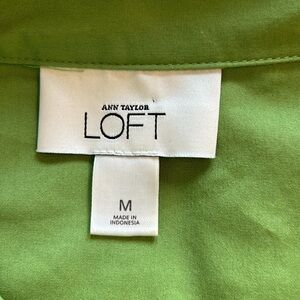 ANN TAYLOR
LOFT
M
MADE IN
INDONESIA